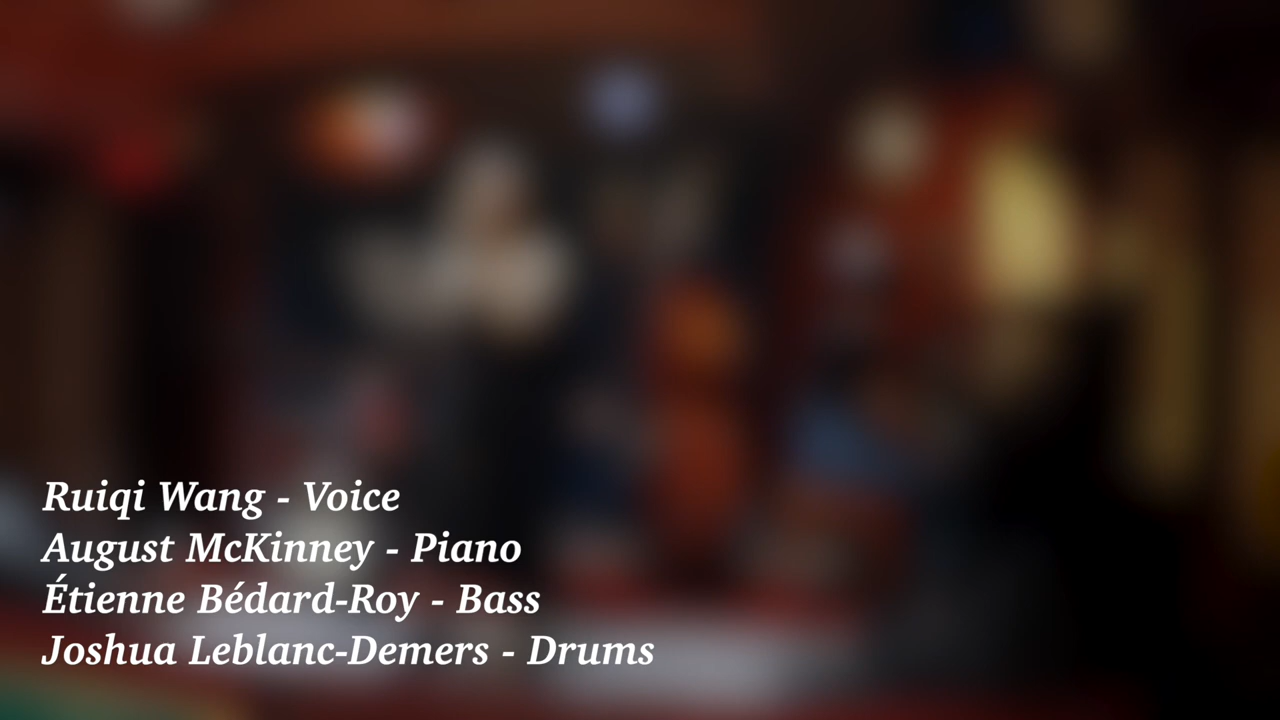 Ruiqi Wang - Voice
August McKinney - Piano
Étienne Bédard-Roy - Bass
Joshua Leblanc-Demers - Drums